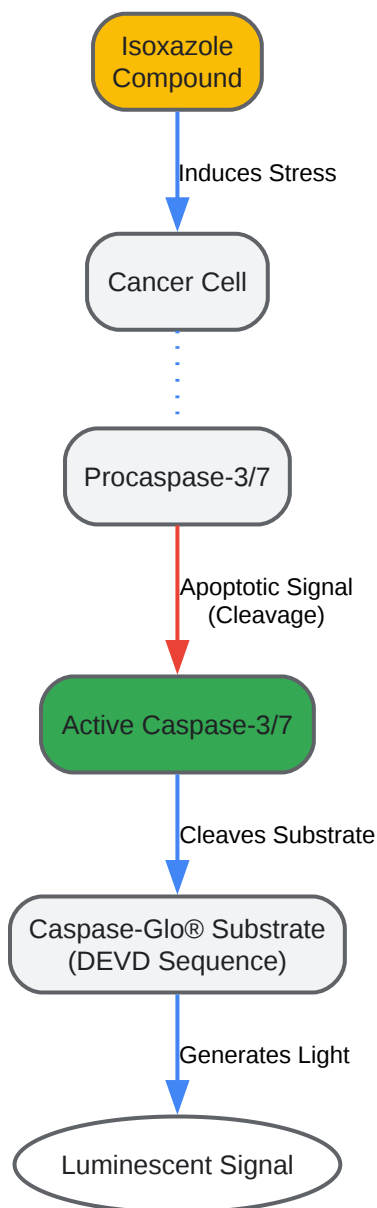 Isoxazole
Compound
Induces Stress
Cancer Cell
Procaspase-3/7
Apoptotic Signal
(Cleavage)
Active Caspase-3/7
Cleaves Substrate
Caspase-Glo® Substrate
(DEVD Sequence)
Generates Light
Luminescent Signal